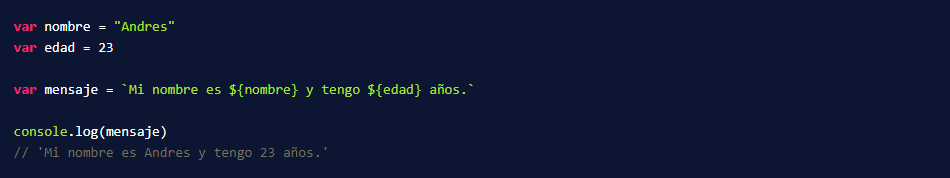 var nombre = "Andres"
var edad = 23
var mensaje = `Mi nombre es ${nombre} y tengo ${edad} años.`
console.log(mensaje)
// 'Mi nombre es Andres y tengo 23 años.'